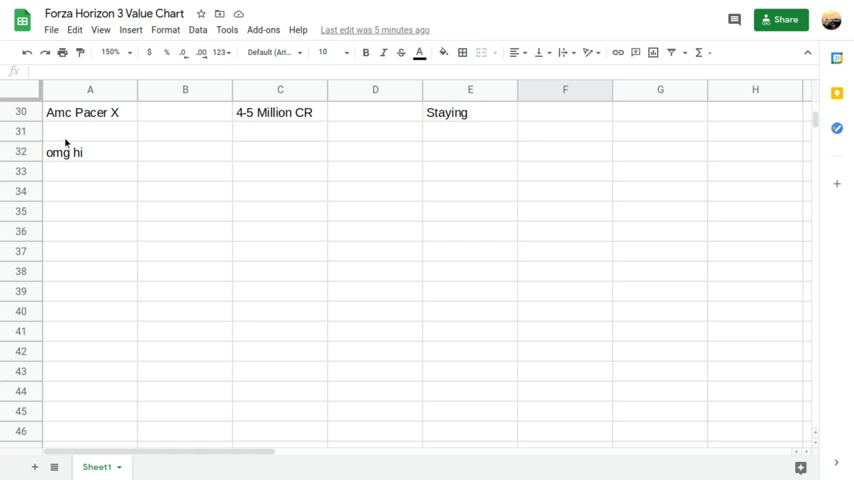 Forza Horizon 3 Value Chart
File Edit View Insert Format Data Tools Add-ons Help Last edit was 5 minutes ago
Share
150% $ % .0 .00 123 Default (Ari... 10 B I S A
fx
A B C D E F G H
30 Amc Pacer X 4-5 Million CR Staying
31
32 omg hi
33
34
35
36
37
38
39
40
41
42
43
44
45
46
Sheet1